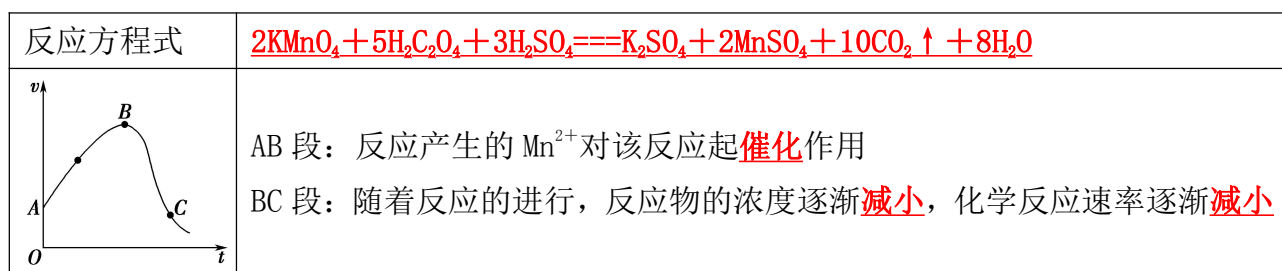 反应方程式
2KMnO₄＋5H₂C₂O₄＋3H₂SO₄===K₂SO₄＋2MnSO₄＋10CO₂↑＋8H₂O
v
B
A
C
O
t
AB 段：反应产生的 Mn²⁺对该反应起催化作用
BC 段：随着反应的进行，反应物的浓度逐渐减小，化学反应速率逐渐减小